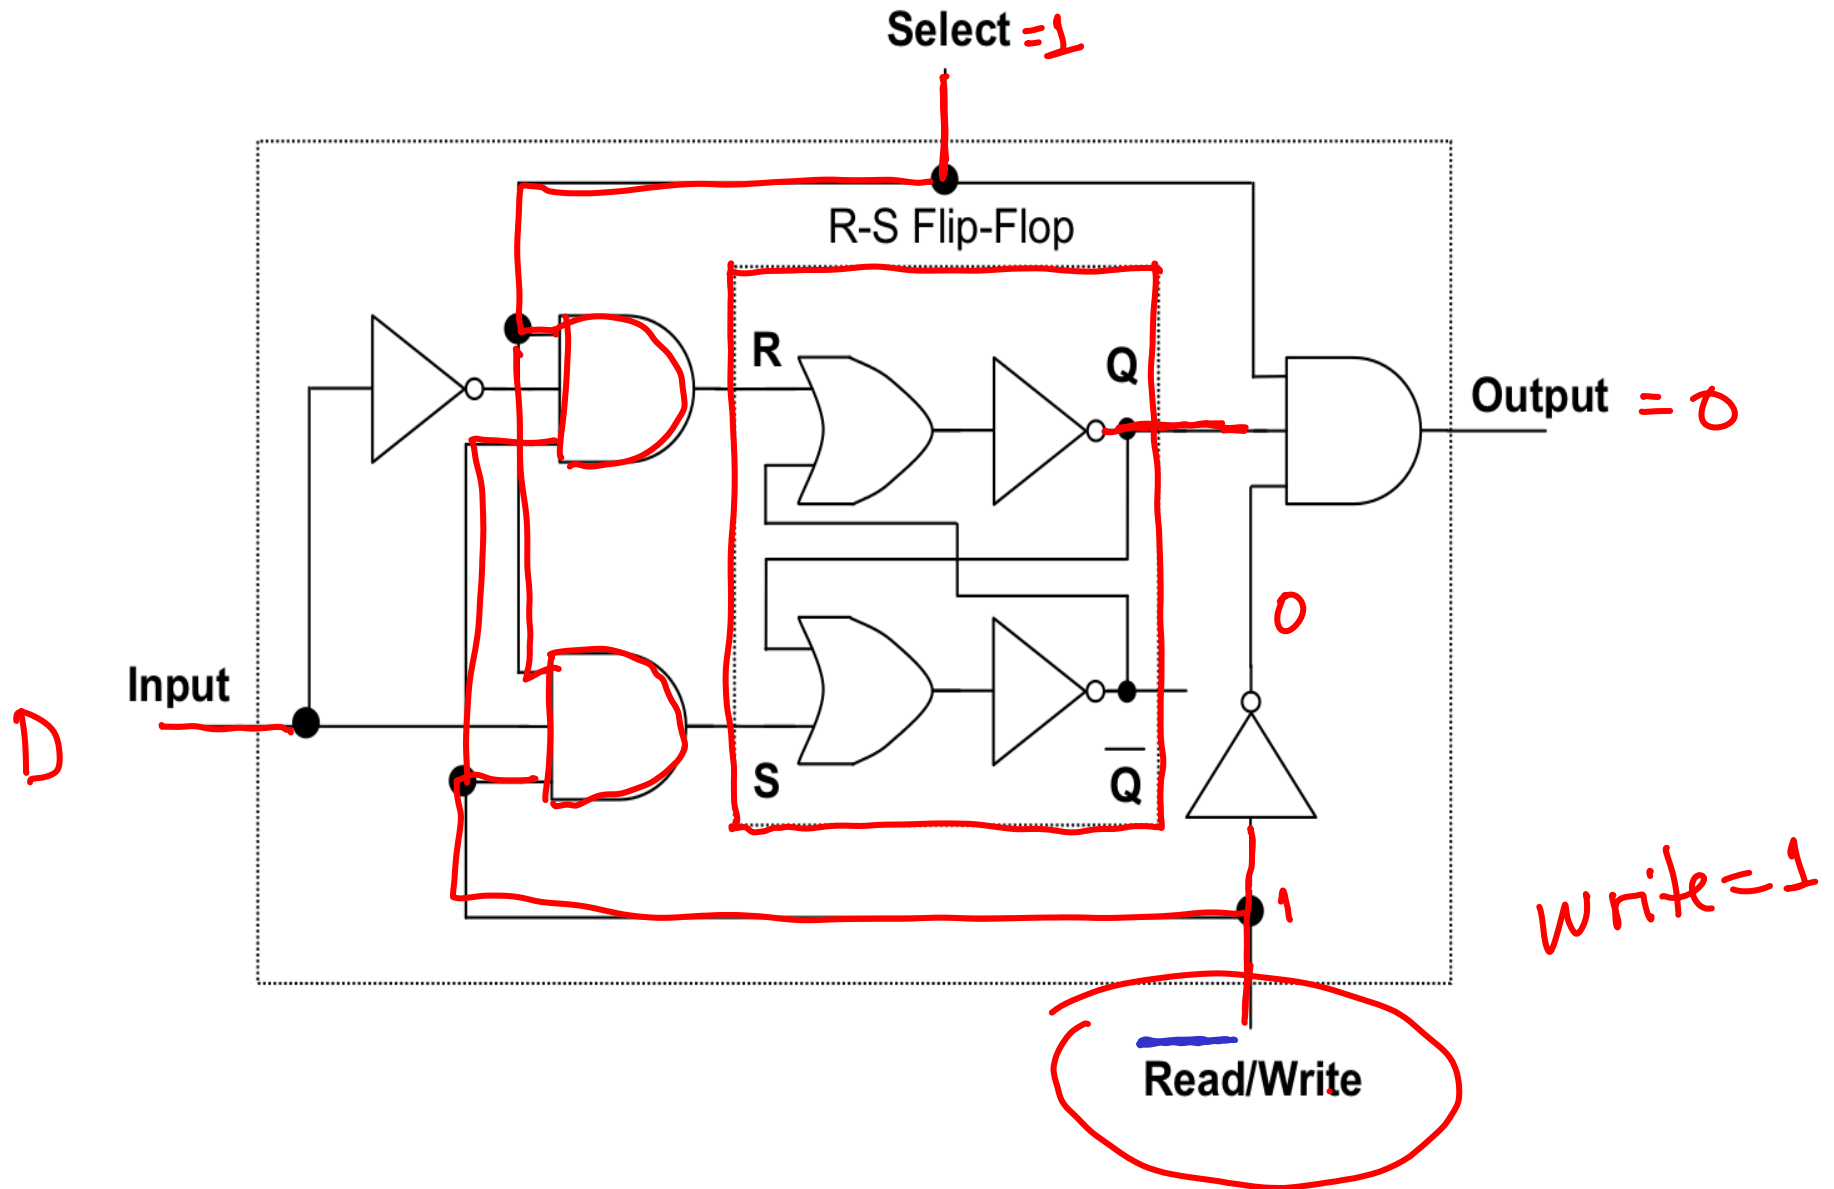 Select =1
R-S Flip-Flop
R
Q
Output = 0
0
Input
D
S
Q
write=1
1
Read/Write